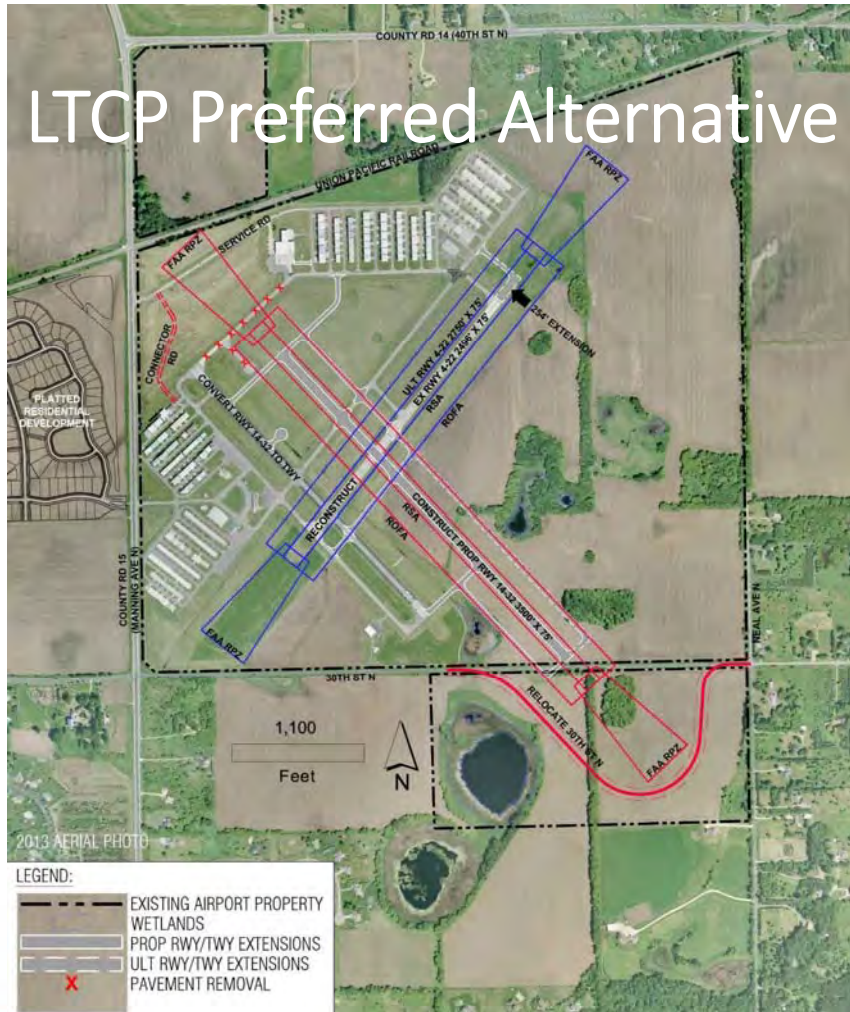 COUNTY RD 14 (40TH ST N)
LTCP Preferred Alternative
UNION PACIFIC RAILROAD
FAA RPZ
SERVICE RD
FAA RPZ
CONNECTOR
RD
254' EXTENSION
ULT RWY 4-22 2750' X 75'
EX RWY 4-22 2496' X 75'
RSA
ROFA
CONVERT RWY 14-32 TO TWY
PLATTED
RESIDENTIAL
DEVELOPMENT
RECONSTRUCT
RSA
ROFA
CONSTRUCT PROP RWY 14-32 3500' X 75'
COUNTY RD 15
(MANNING AVE N)
NEAL AVE N
FAA RPZ
30TH ST N
RELOCATE 30TH ST N
FAA RPZ
1,100
Feet
N
2013 AERIAL PHOTO
LEGEND:
EXISTING AIRPORT PROPERTY
WETLANDS
PROP RWY/TWY EXTENSIONS
ULT RWY/TWY EXTENSIONS
X PAVEMENT REMOVAL